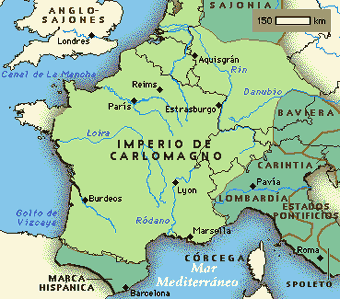 ANGLO-
SAJONES
SAJONIA
150 km
Londres
Canal de La Mancha
Aquisgrán
Rin
Reims
París
Estrasburgo
Danubio
BAVIERA
Loira
IMPERIO DE
CARLOMAGNO
CARINTIA
Lyon
Pavía
LOMBARDÍA
ESTADOS
PONTIFICIOS
Burdeos
Golfo de
Vizcaya
Ródano
Marsella
CÓRCEGA
Mar
Mediterráneo
Roma
MARCA
HISPANICA
SPOLETO
Barcelona